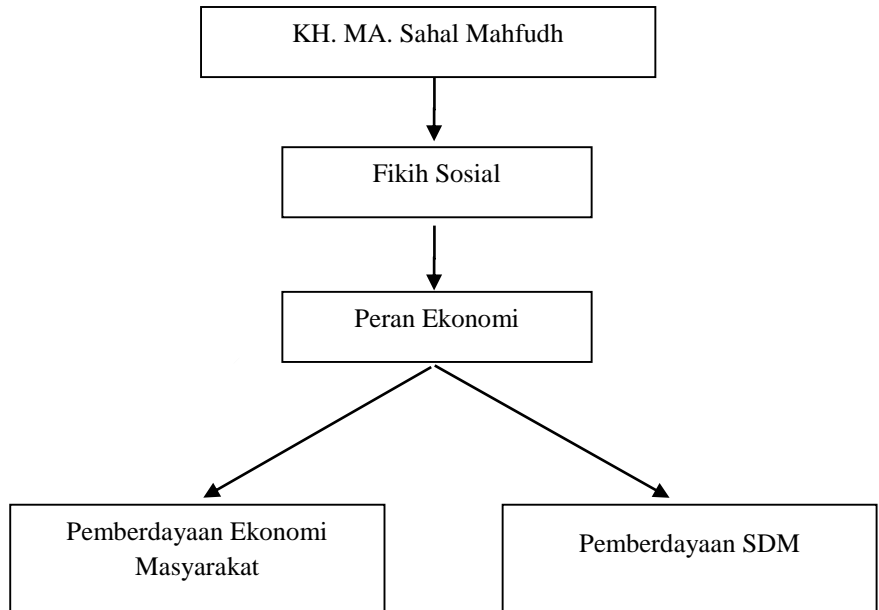 KH. MA. Sahal Mahfudh
Fikih Sosial
Peran Ekonomi
Pemberdayaan Ekonomi
Masyarakat
Pemberdayaan SDM